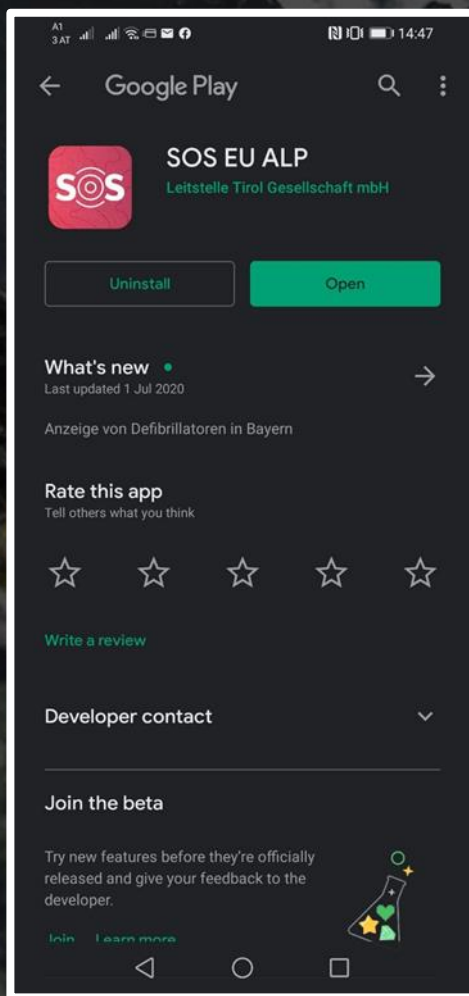 A1
3 AT
14:47
Google Play
SOS
SOS EU ALP
Leitstelle Tirol Gesellschaft mbH
Uninstall
Open
What's new
Last updated 1 Jul 2020
Anzeige von Defibrillatoren in Bayern
Rate this app
Tell others what you think
Write a review
Developer contact
Join the beta
Try new features before they're officially
released and give your feedback to the
developer.
Join Learn more